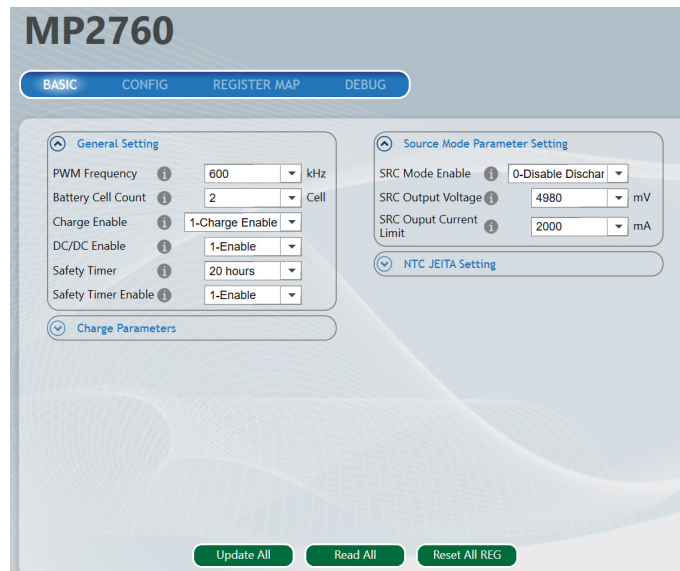 MP2760
BASIC CONFIG REGISTER MAP DEBUG
General Setting
PWM Frequency 600 kHz
Battery Cell Count 2 Cell
Charge Enable 1-Charge Enable
DC/DC Enable 1-Enable
Safety Timer 20 hours
Safety Timer Enable 1-Enable
Charge Parameters
Source Mode Parameter Setting
SRC Mode Enable 0-Disable Dischar
SRC Output Voltage 4980 mV
SRC Ouput Current
Limit 2000 mA
NTC JEITA Setting
Update All Read All Reset All REG